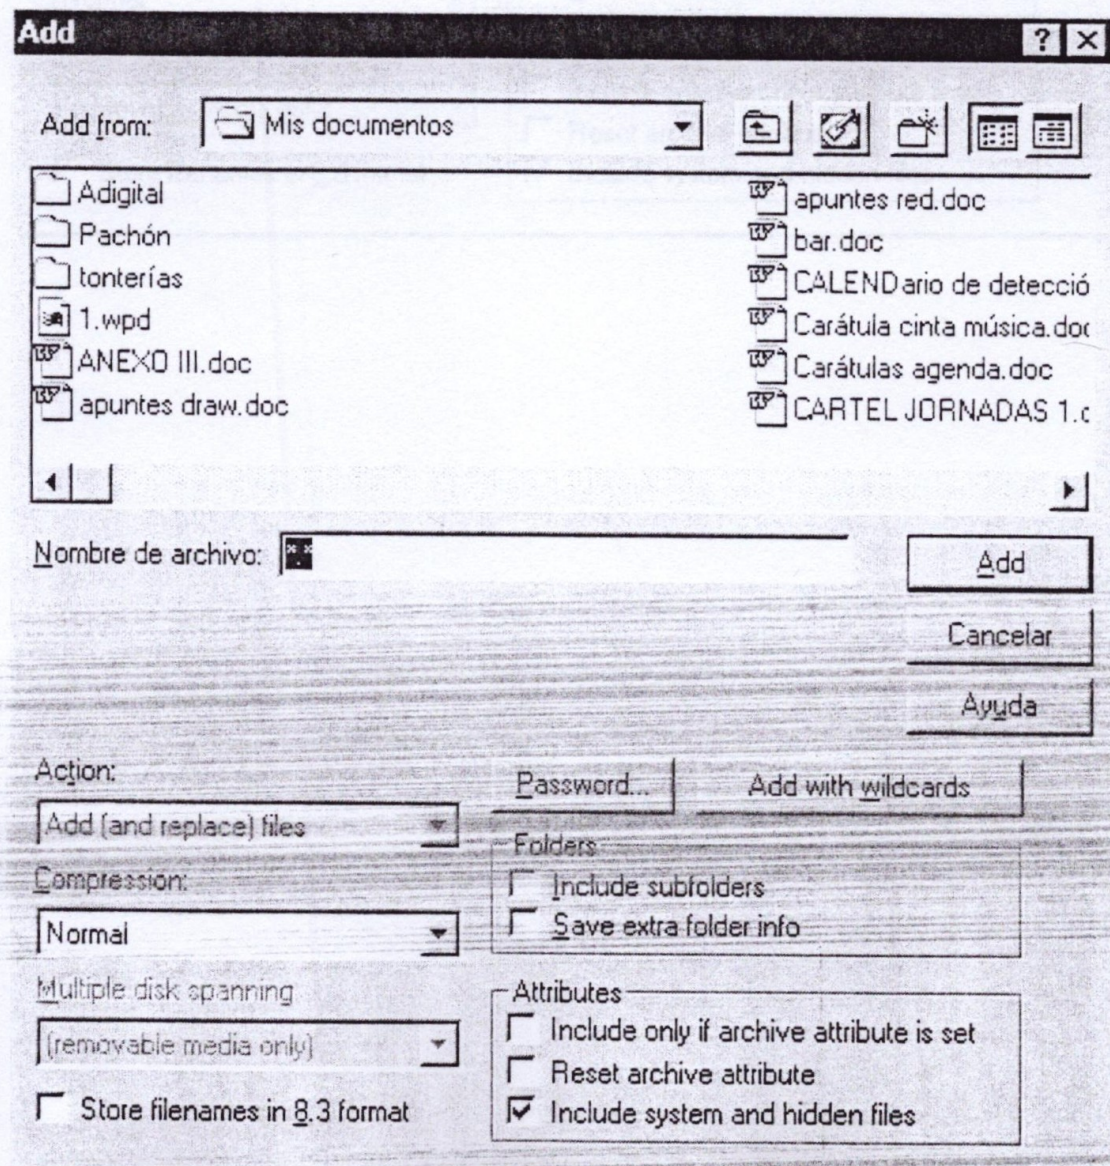 Add
Add from: Mis documentos
Adigital
Pachón
tonterías
1.wpd
ANEXO III.doc
apuntes draw.doc
apuntes red.doc
bar.doc
CALENDario de detecció
Carátula cinta música.doc
Carátulas agenda.doc
CARTEL JORNADAS 1.
Nombre de archivo: *.*
Add
Cancelar
Ayuda
Action:
Add (and replace) files
Compression:
Normal
Multiple disk spanning
(removable media only)
Store filenames in 8.3 format
Password...
Add with wildcards
Folders
Include subfolders
Save extra folder info
Attributes
Include only if archive attribute is set
Reset archive attribute
Include system and hidden files